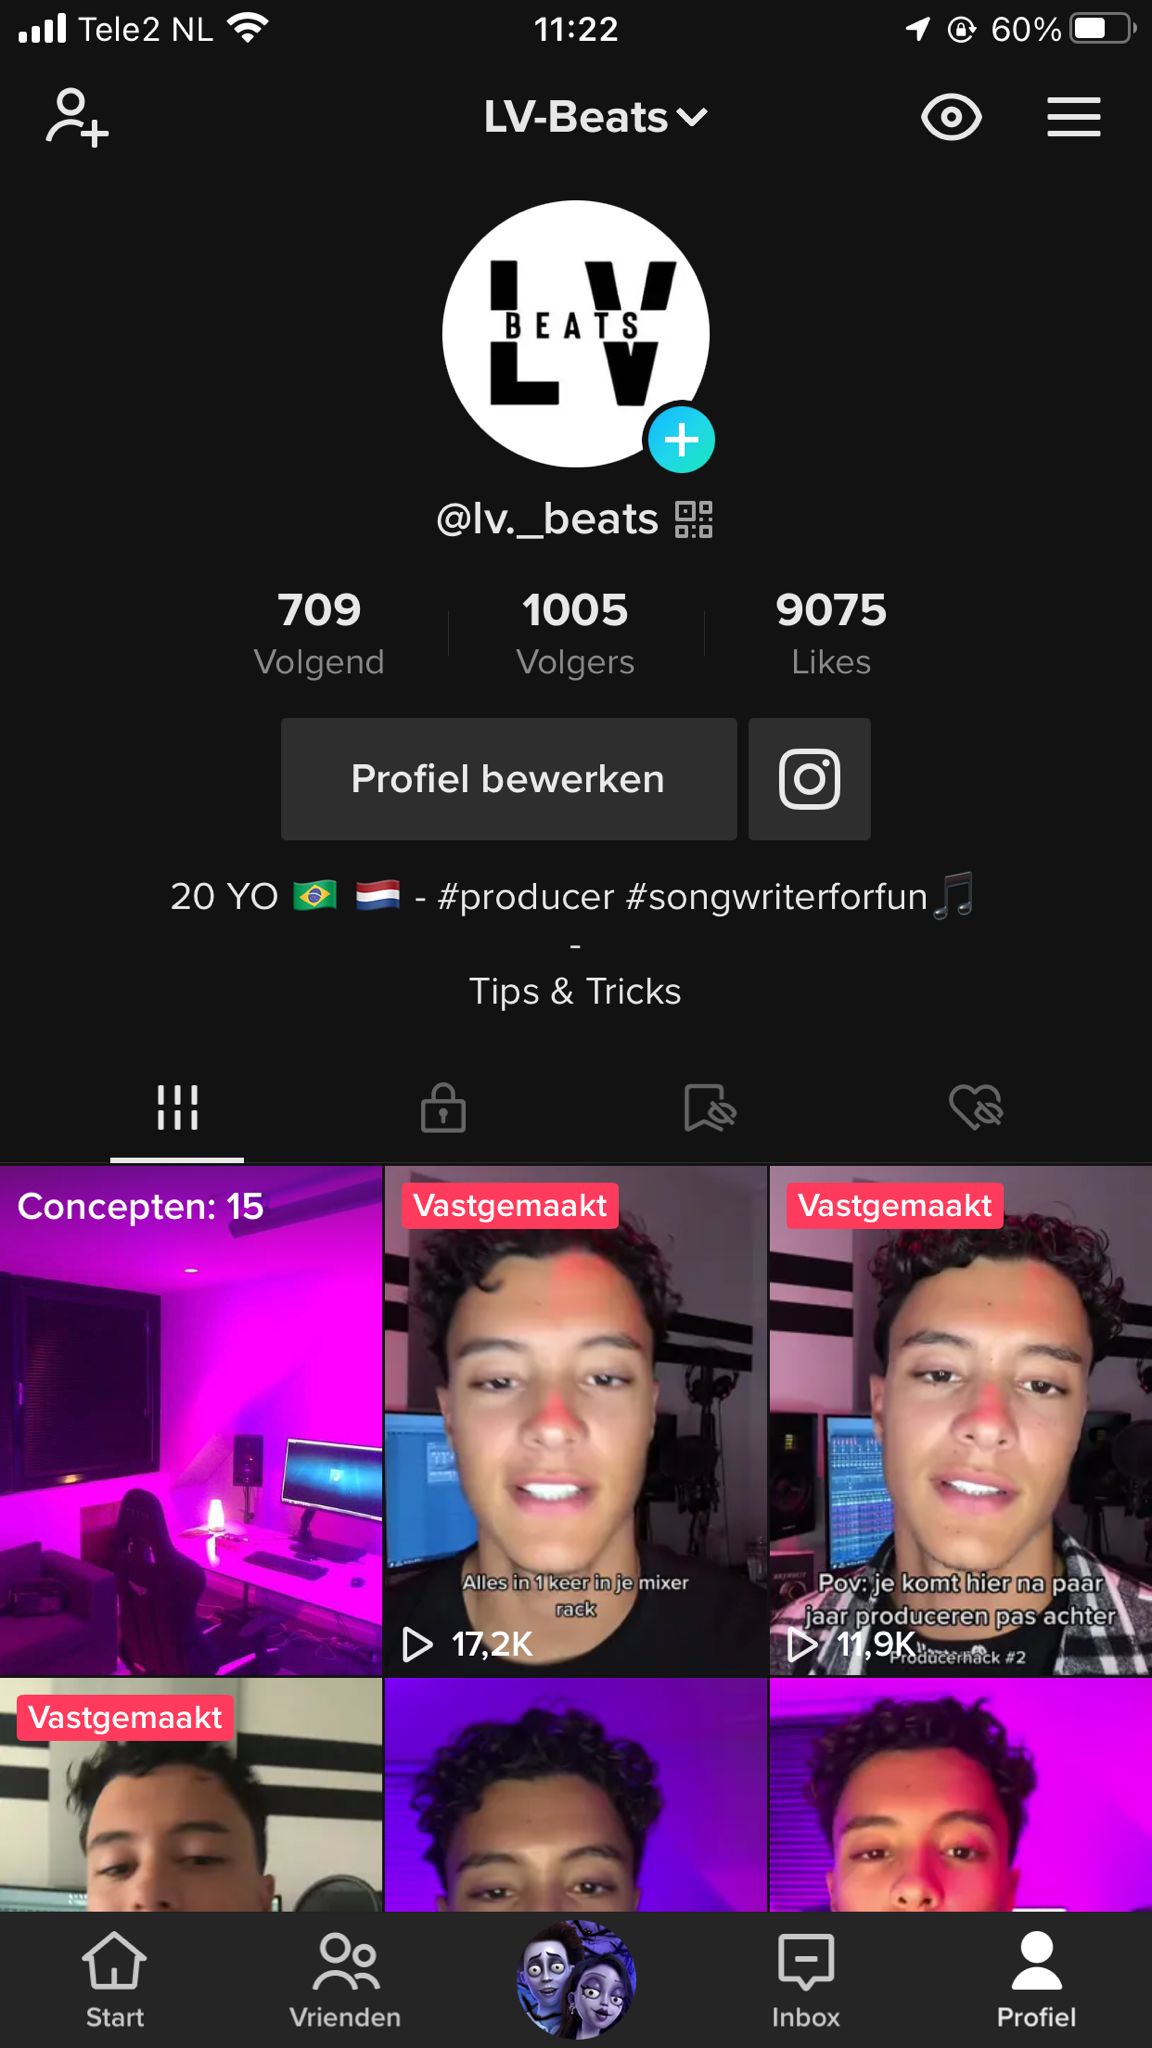 Tele2 NL 11:22 60%
LV-Beats
LV
BEATS
@lv._beats
709 1005 9075
Volgend Volgers Likes
Profiel bewerken
20 YO 🇧🇷 🇳🇱 - #producer #songwriterforfun🎵
-
Tips & Tricks
Concepten: 15
Vastgemaakt
Alles in 1 keer in je mixer
rack
17,2K
Vastgemaakt
Pov: je komt hier na paar
jaar produceren pas achter
11,9K
Producerhack #2
Vastgemaakt
Start Vrienden Inbox Profiel